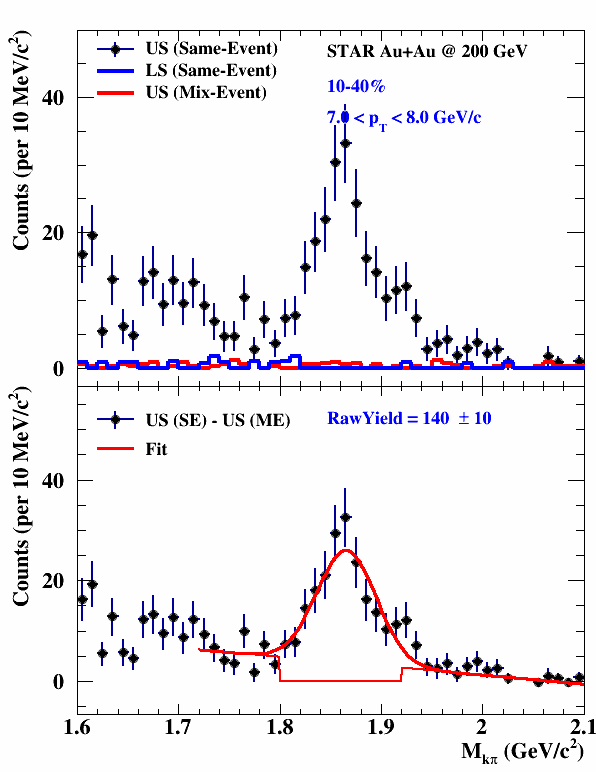 US (Same-Event)
LS (Same-Event)
US (Mix-Event)
STAR Au+Au @ 200 GeV
10-40%
7.0 < pT < 8.0 GeV/c
Counts (per 10 MeV/c²)
40
20
0
US (SE) - US (ME)
Fit
RawYield = 140 ± 10
Counts (per 10 MeV/c²)
40
20
0
1.6 1.7 1.8 1.9 2 2.1
Mkπ (GeV/c²)